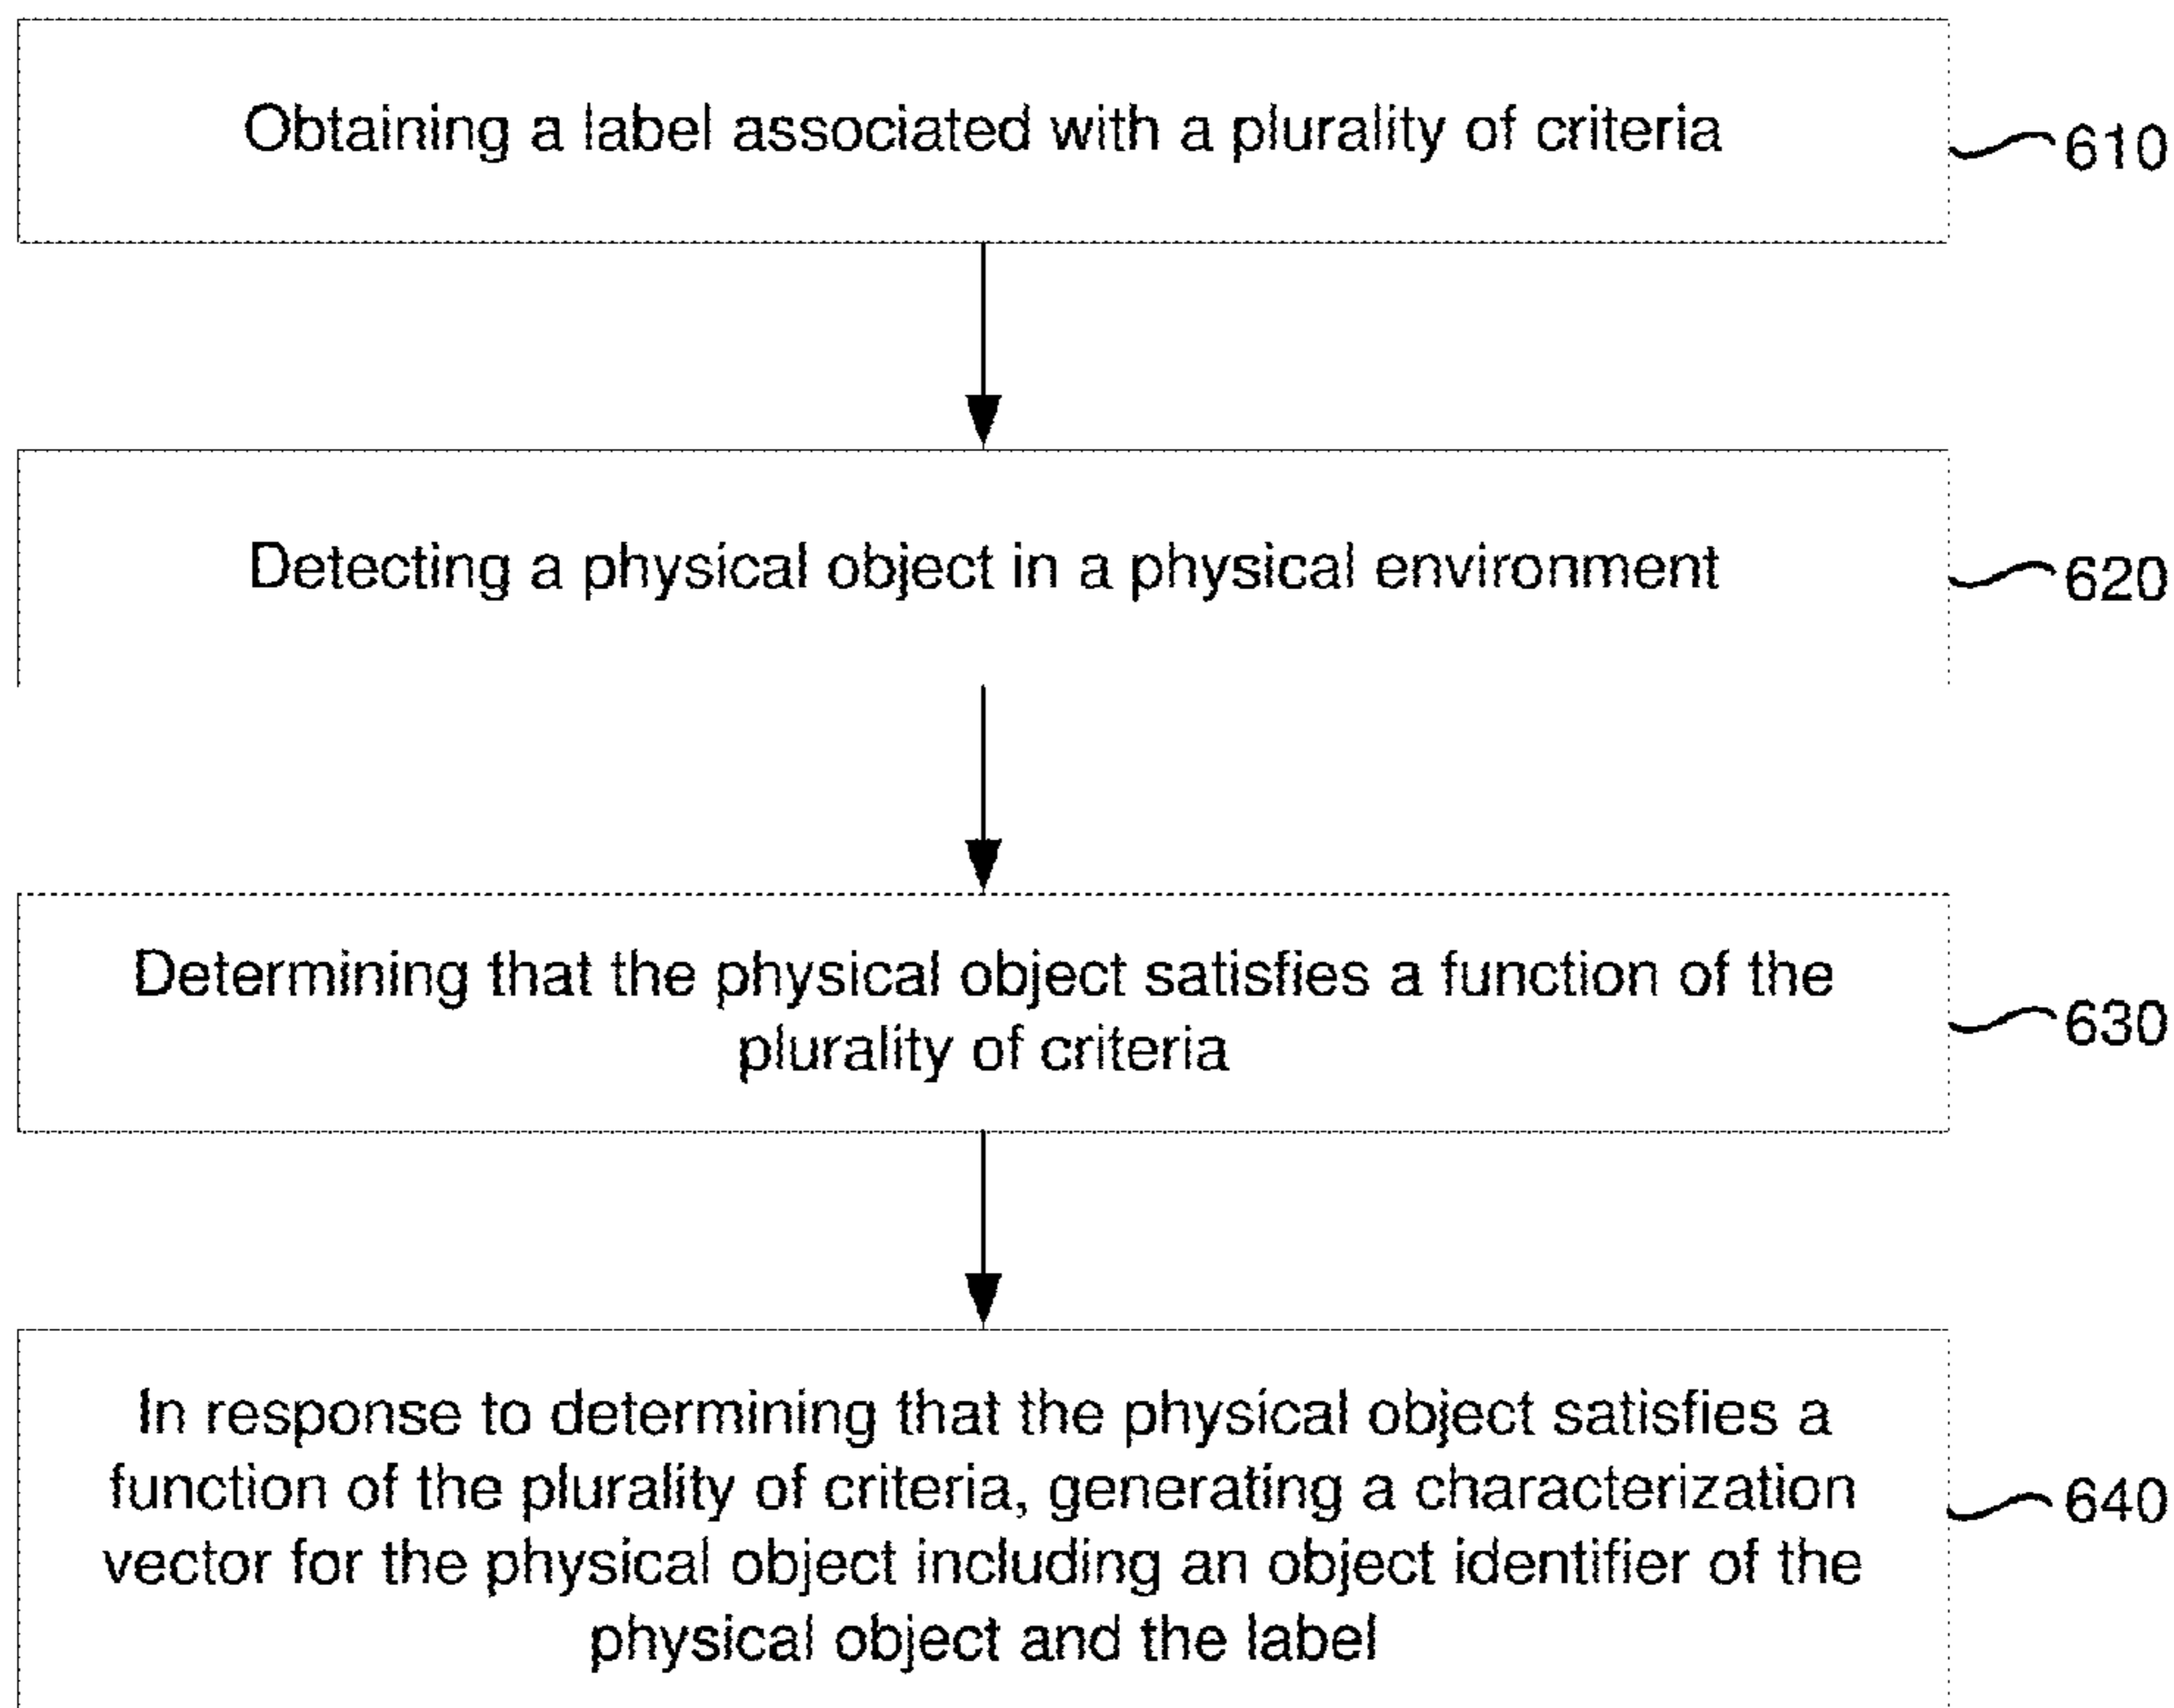 Obtaining a label associated with a plurality of criteria
610
Detecting a physical object in a physical environment
620
Determining that the physical object satisfies a function of the
plurality of criteria
630
In response to determining that the physical object satisfies a
function of the plurality of criteria, generating a characterization
vector for the physical object including an object identifier of the
physical object and the label
640